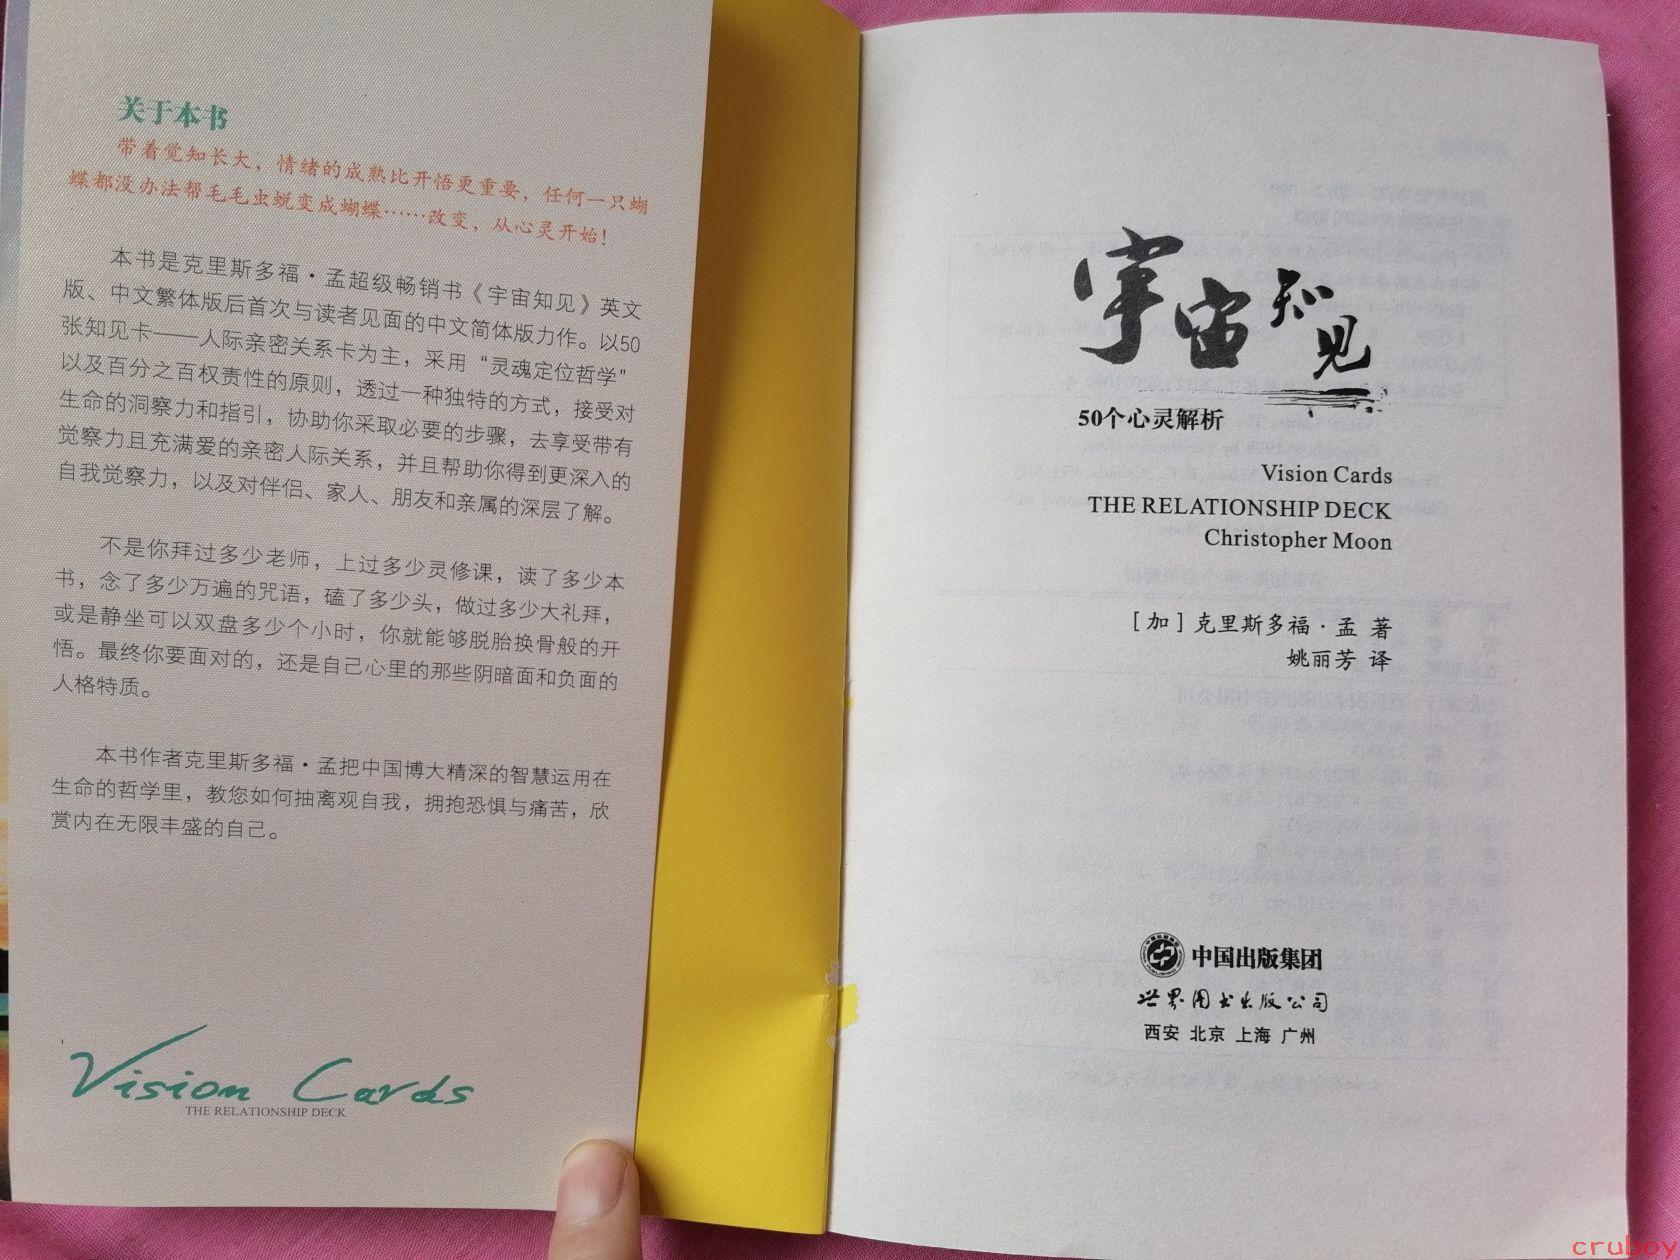 关于本书
带着觉知长大，情绪的成熟比开悟更重要，任何一只蝴
蝶都没办法帮毛毛虫蜕变成蝴蝶……改变，从心灵开始！
本书是克里斯多福·孟超级畅销书《宇宙知见》英文
版、中文繁体版后首次与读者见面的中文简体版力作。以50
张知见卡——人际亲密关系卡为主，采用“灵魂定位哲学”
以及百分之百权责性的原则，透过一种独特的方式，接受对
生命的洞察力和指引，协助你采取必要的步骤，去享受带有
觉察力且充满爱的亲密人际关系，并且帮助你得到更深入的
自我觉察力，以及对伴侣、家人、朋友和亲属的深层了解。
不是你拜过多少老师，上过多少灵修课，读了多少本
书，念了多少万遍的咒语，磕了多少头，做过多少大礼拜，
或是静坐可以双盘多少个小时，你就能够脱胎换骨般的开
悟。最终你要面对的，还是自己心里的那些阴暗面和负面的
人格特质。
本书作者克里斯多福·孟把中国博大精深的智慧运用在
生命的哲学里，教您如何抽离观自我，拥抱恐惧与痛苦，欣
赏内在无限丰盛的自己。
Vision Cards
THE RELATIONSHIP DECK
宇宙知见
50个心灵解析
Vision Cards
THE RELATIONSHIP DECK
Christopher Moon
［加］克里斯多福·孟 著
姚丽芳 译
中国出版集团
世界图书出版公司
西安 北京 上海 广州
cruboy